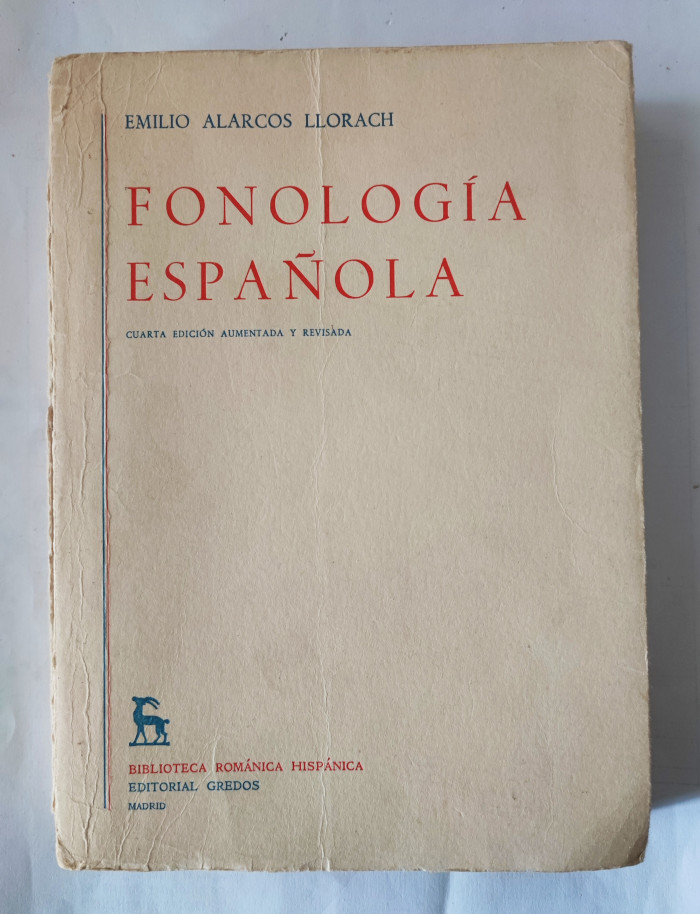 EMILIO ALARCOS LLORACH
FONOLOGÍA
ESPAÑOLA
CUARTA EDICIÓN AUMENTADA Y REVISADA
BIBLIOTECA ROMÁNICA HISPÁNICA
EDITORIAL GREDOS
MADRID